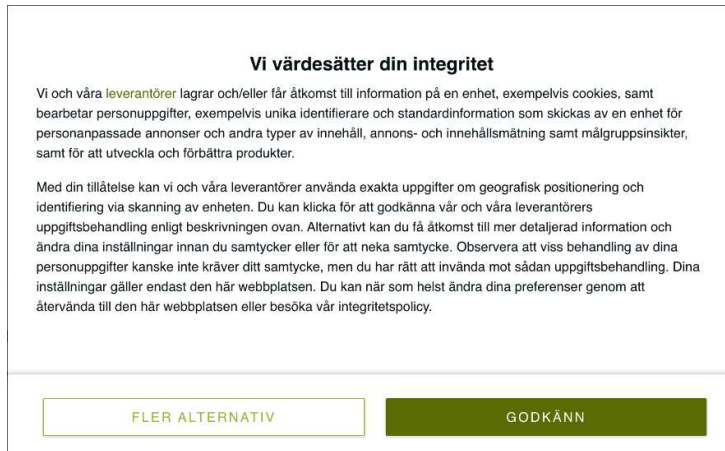 Vi värdesätter din integritet
Vi och våra leverantörer lagrar och/eller får åtkomst till information på en enhet, exempelvis cookies, samt
bearbetar personuppgifter, exempelvis unika identifierare och standardinformation som skickas av en enhet för
personanpassade annonser och andra typer av innehåll, annons- och innehållsmätning samt målgruppsinsikter,
samt för att utveckla och förbättra produkter.
Med din tillåtelse kan vi och våra leverantörer använda exakta uppgifter om geografisk positionering och
identifiering via skanning av enheten. Du kan klicka för att godkänna vår och våra leverantörers
uppgiftsbehandling enligt beskrivningen ovan. Alternativt kan du få åtkomst till mer detaljerad information och
ändra dina inställningar innan du samtycker eller för att neka samtycke. Observera att viss behandling av dina
personuppgifter kanske inte kräver ditt samtycke, men du har rätt att invända mot sådan uppgiftsbehandling. Dina
inställningar gäller endast den här webbplatsen. Du kan när som helst ändra dina preferenser genom att
återvända till den här webbplatsen eller besöka vår integritetspolicy.
FLER ALTERNATIV
GODKÄNN